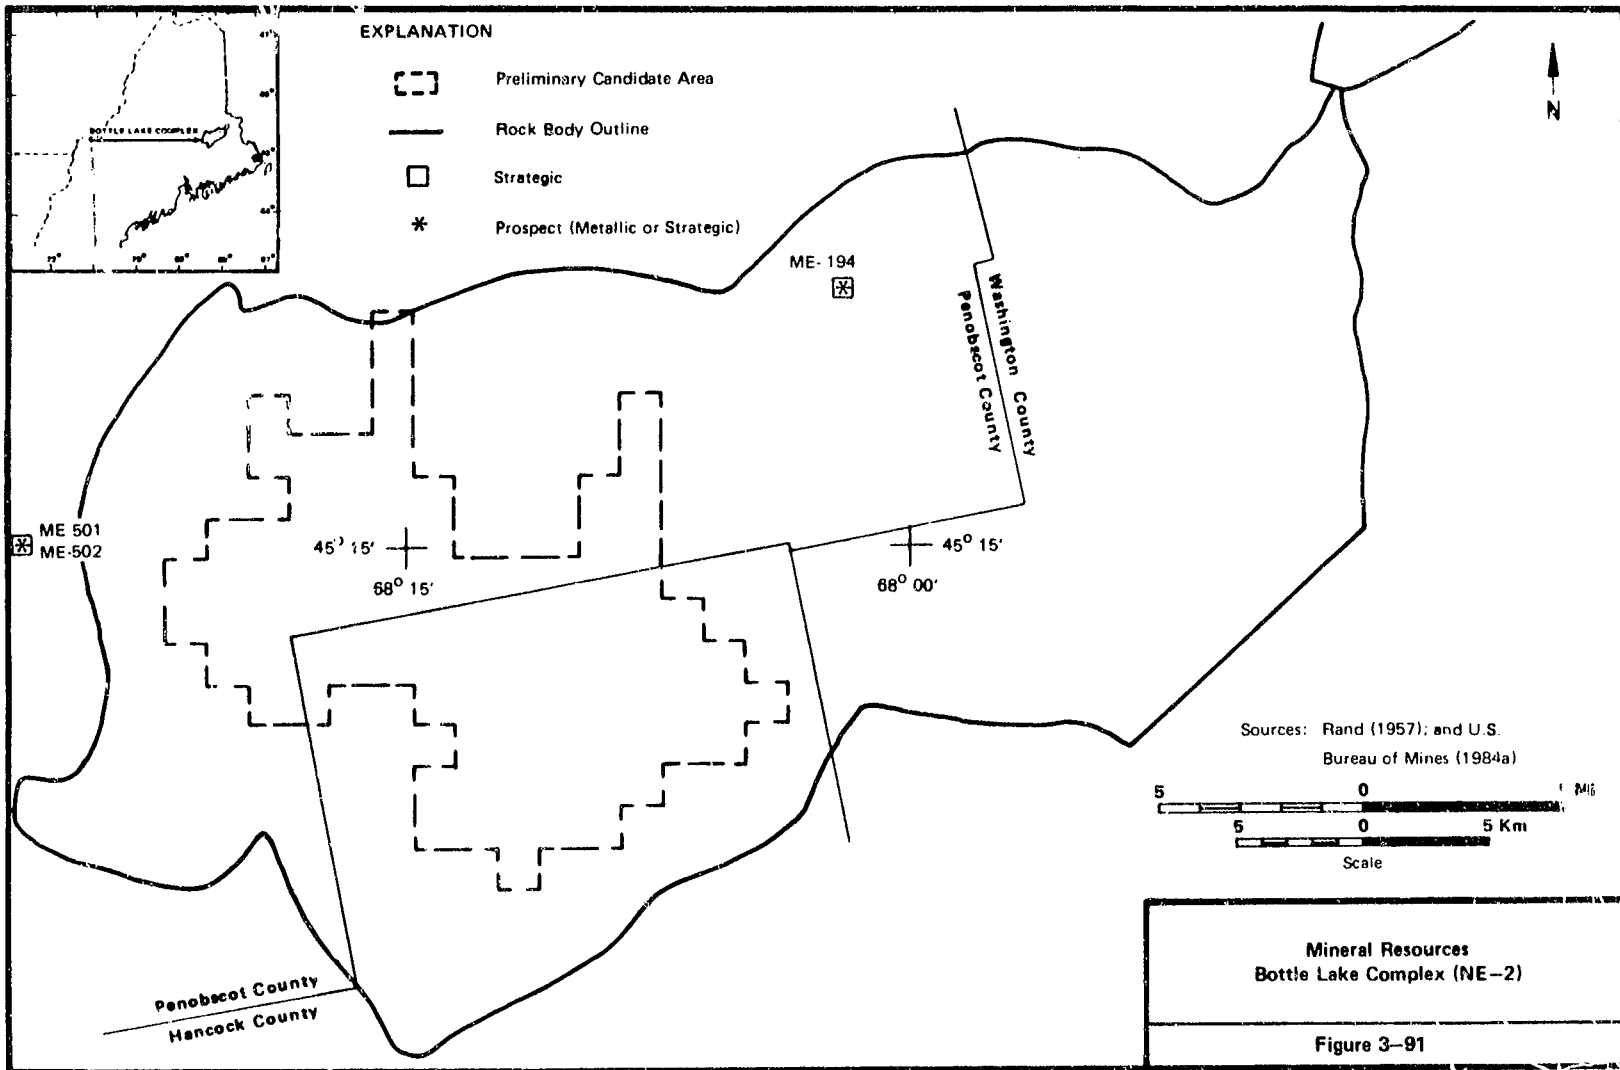 EXPLANATION
Preliminary Candidate Area
Rock Body Outline
Strategic
Prospect (Metallic or Strategic)
BOTTLE LAKE COMPLEX
N
ME-194
Washington County
Penobscot County
ME 501
ME-502
45° 15'
68° 15'
45° 15'
68° 00'
Sources: Rand (1957); and U.S.
Bureau of Mines (1984a)
5 0
5 0 5 Km
Scale
Penobscot County
Hancock County
Mineral Resources
Bottle Lake Complex (NE-2)
Figure 3-91